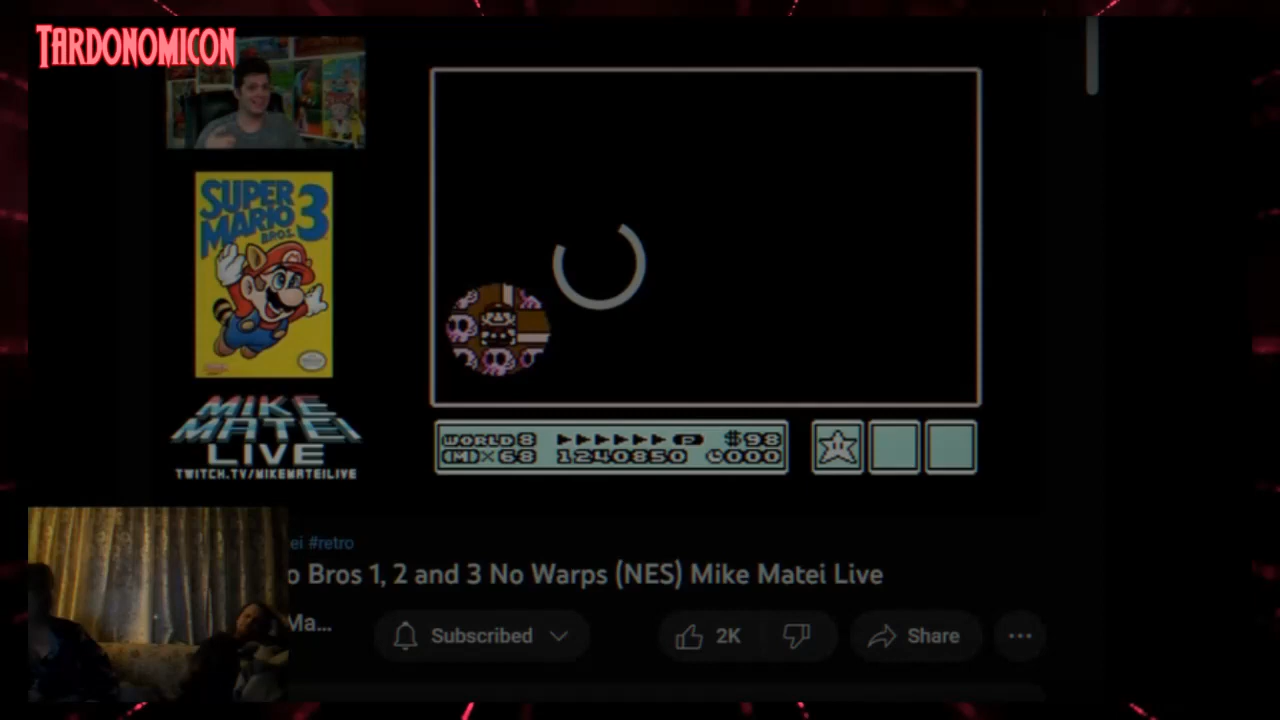 TARDONOMICON
SUPER
MARIO
BROS. 3
MIKE
MATEI
LIVE
TWITCH.TV/MIKEMATEILIVE
WORLD 8 P $98
(M)×68 1240850 000
ei #retro
o Bros 1, 2 and 3 No Warps (NES) Mike Matei Live
Ma...
Subscribed
2K
Share